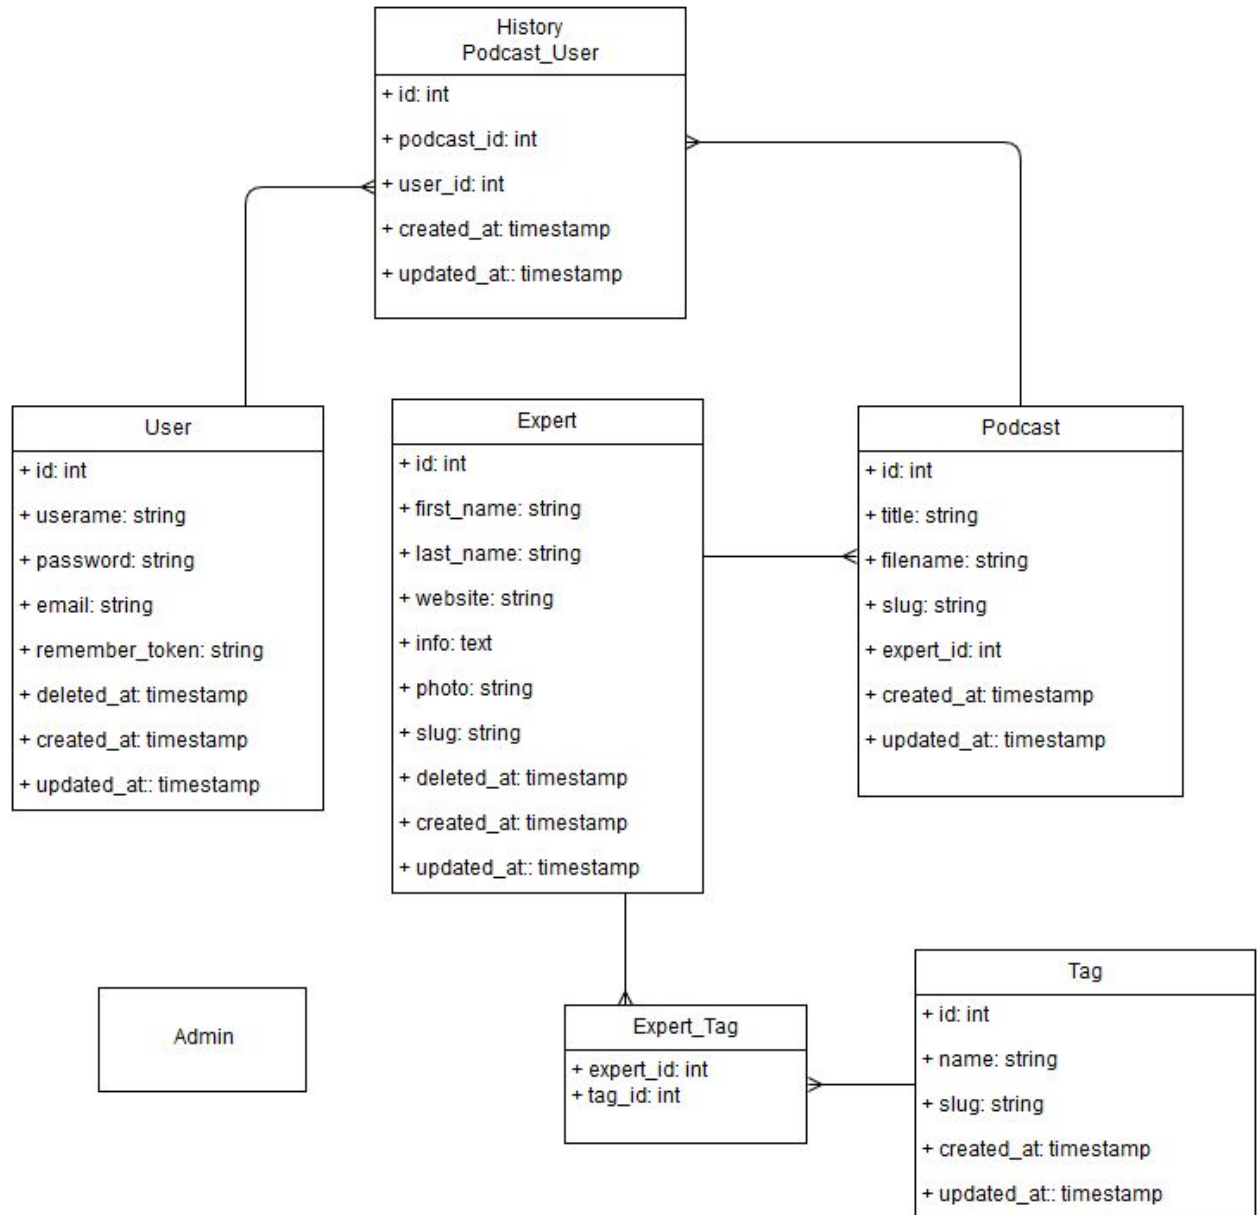 History
Podcast_User
+ id: int
+ podcast_id: int
+ user_id: int
+ created_at: timestamp
+ updated_at:: timestamp
User
+ id: int
+ userame: string
+ password: string
+ email: string
+ remember_token: string
+ deleted_at: timestamp
+ created_at: timestamp
+ updated_at:: timestamp
Expert
+ id: int
+ first_name: string
+ last_name: string
+ website: string
+ info: text
+ photo: string
+ slug: string
+ deleted_at: timestamp
+ created_at: timestamp
+ updated_at:: timestamp
Podcast
+ id: int
+ title: string
+ filename: string
+ slug: string
+ expert_id: int
+ created_at: timestamp
+ updated_at:: timestamp
Admin
Expert_Tag
+ expert_id: int
+ tag_id: int
Tag
+ id: int
+ name: string
+ slug: string
+ created_at: timestamp
+ updated_at:: timestamp